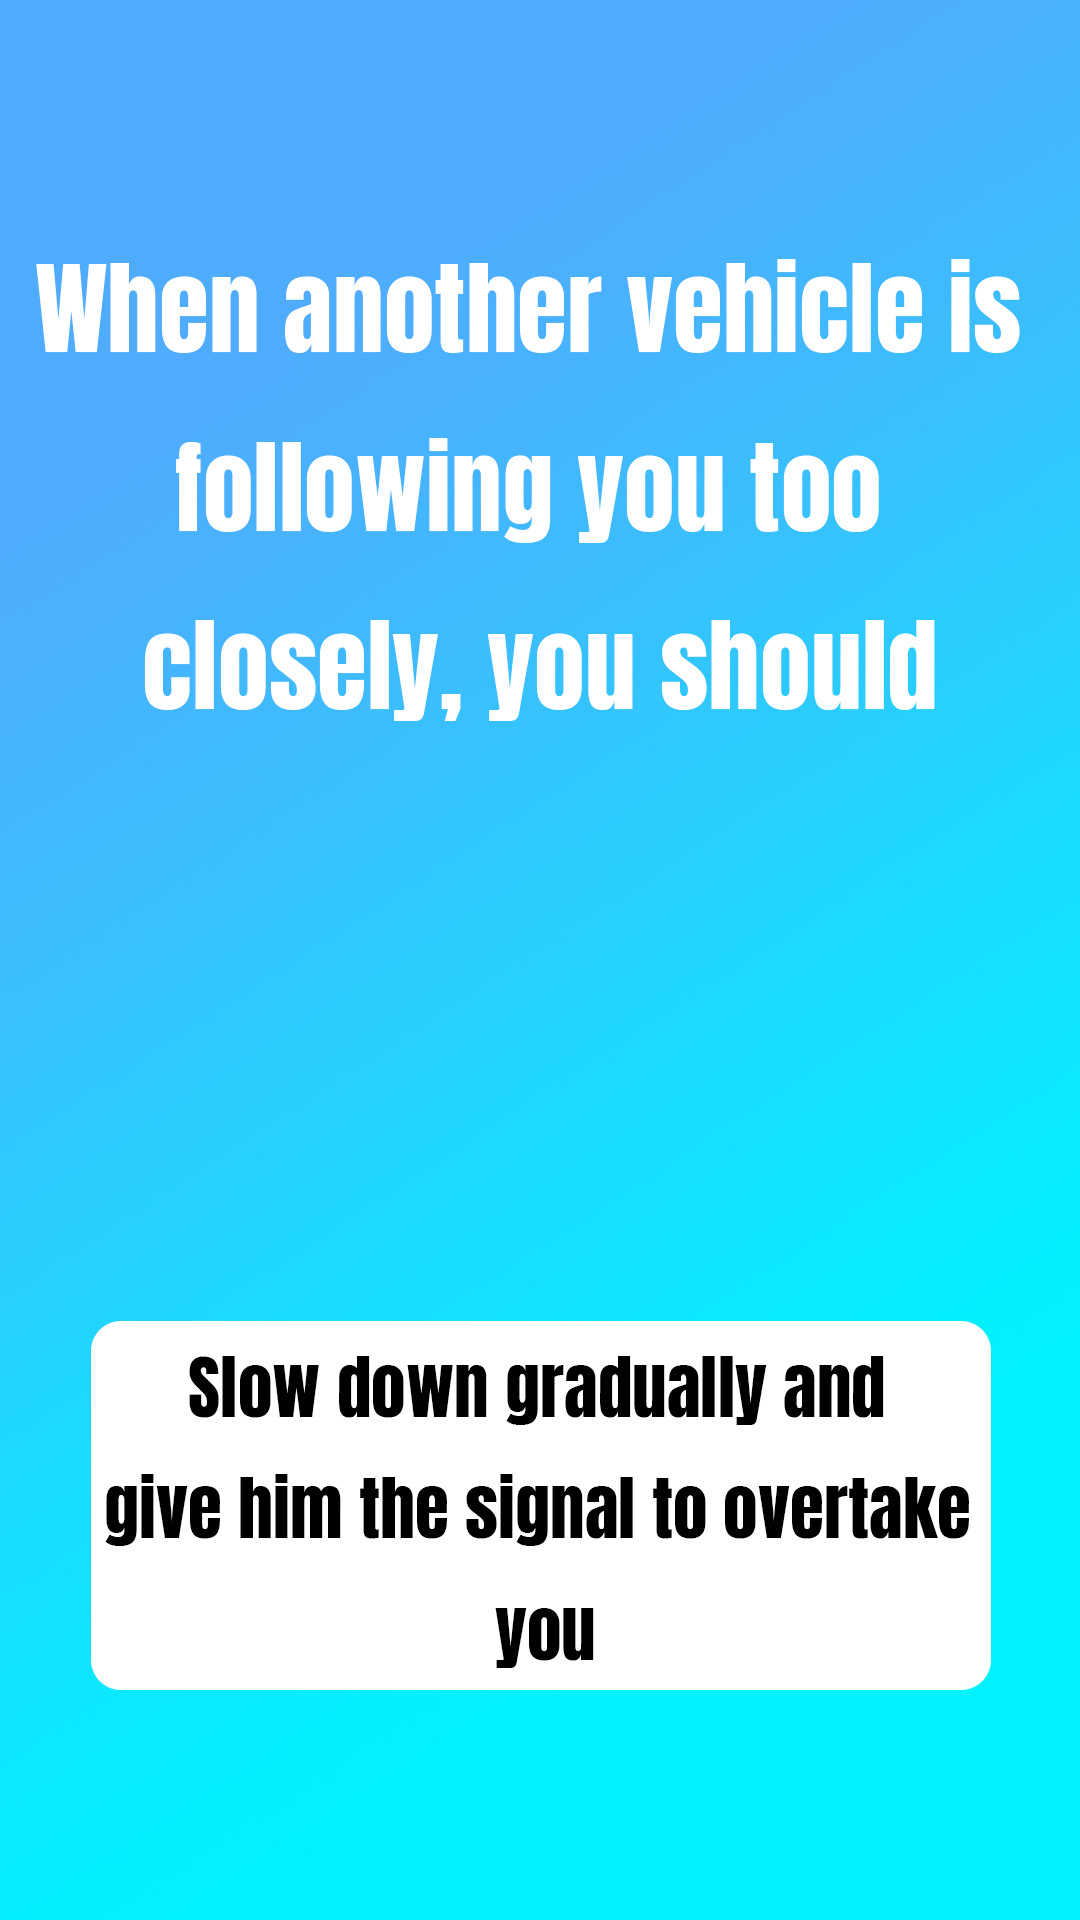 When another vehicle is
following you too
closely, you should
Slow down gradually and
give him the signal to overtake
you